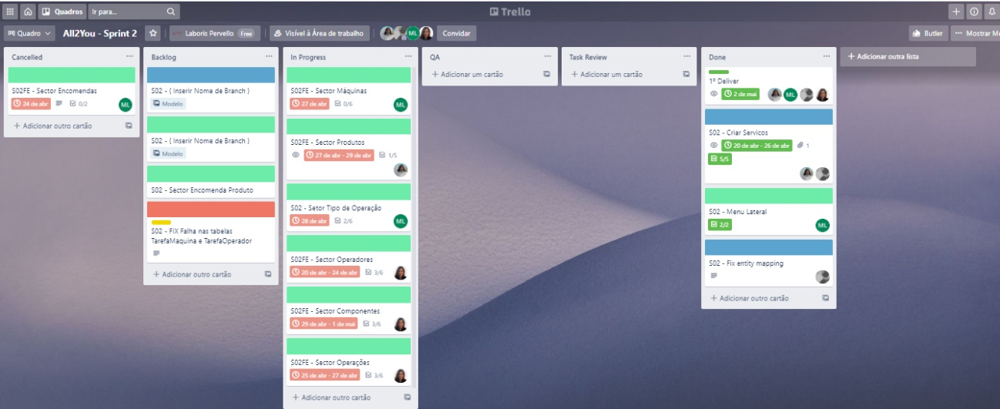 Quadros
Ir para...
Trello
Quadro
All2You - Sprint 2
Laboris Pervello Free
Visível à Área de trabalho
ML
Convidar
Butler
Mostrar Me
Cancelled
S02FE - Sector Encomendas
24 de abr 0/2 ML
+ Adicionar outro cartão
Backlog
S02 - ( Inserir Nome de Branch )
Modelo
S02 - ( Inserir Nome de Branch )
Modelo
S02 - Sector Encomenda Produto
S02 - FIX Falha nas tabelas
TarefaMaquina e TarefaOperador
+ Adicionar outro cartão
In Progress
S02FE - Sector Máquinas
27 de abr 0/6 ML
S02FE - Sector Produtos
27 de abr - 29 de abr 1/5
S02 - Setor Tipo de Operação
28 de abr 2/6 ML
S02FE - Sector Operadores
20 de abr - 24 de abr 3/6
S02FE - Sector Componentes
29 de abr - 1 de mai 3/6
S02FE - Sector Operações
25 de abr - 27 de abr 3/6
+ Adicionar outro cartão
QA
+ Adicionar um cartão
Task Review
+ Adicionar um cartão
Done
1º Deliver
2 de mai ML
S02 - Criar Servicos
20 de abr - 26 de abr 1
5/5
S02 - Menu Lateral
2/2 ML
S02 - Fix entity mapping
+ Adicionar outro cartão
+ Adicionar outra lista